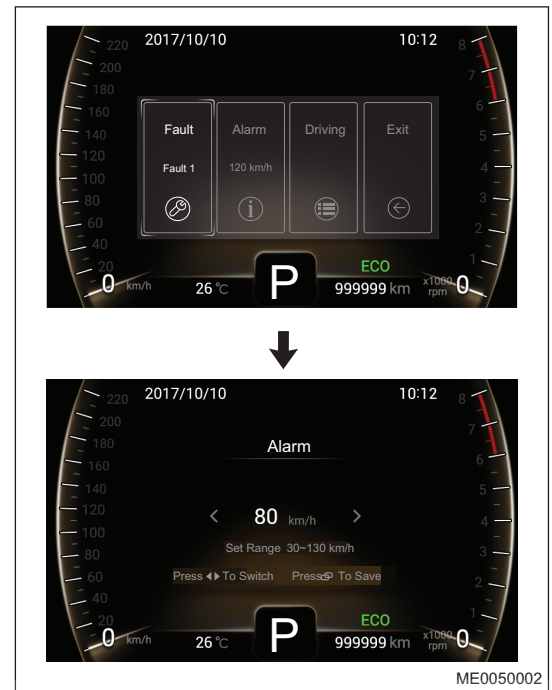 2017/10/10 10:12
220
200
180
160
140
120
100
80
60
40
20
0 km/h
8
7
6
5
4
3
2
1
x1000 rpm 0
Fault Alarm Driving Exit
Fault 1 120 km/h
i
26 °C P ECO
999999 km
2017/10/10 10:12
220
200
180
160
140
120
100
80
60
40
20
0 km/h
8
7
6
5
4
3
2
1
x1000 rpm 0
Alarm
< 80 km/h >
Set Range 30~130 km/h
Press To Switch Press To Save
26 °C P ECO
999999 km
ME0050002